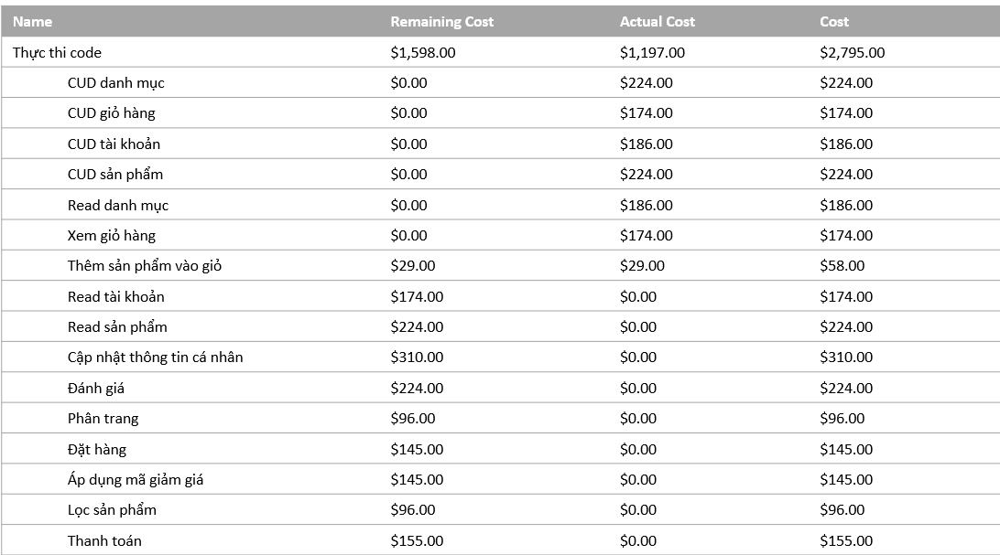 Name Remaining Cost Actual Cost Cost
Thực thi code $1,598.00 $1,197.00 $2,795.00
CUD danh mục $0.00 $224.00 $224.00
CUD giỏ hàng $0.00 $174.00 $174.00
CUD tài khoản $0.00 $186.00 $186.00
CUD sản phẩm $0.00 $224.00 $224.00
Read danh mục $0.00 $186.00 $186.00
Xem giỏ hàng $0.00 $174.00 $174.00
Thêm sản phẩm vào giỏ $29.00 $29.00 $58.00
Read tài khoản $174.00 $0.00 $174.00
Read sản phẩm $224.00 $0.00 $224.00
Cập nhật thông tin cá nhân $310.00 $0.00 $310.00
Đánh giá $224.00 $0.00 $224.00
Phân trang $96.00 $0.00 $96.00
Đặt hàng $145.00 $0.00 $145.00
Áp dụng mã giảm giá $145.00 $0.00 $145.00
Lọc sản phẩm $96.00 $0.00 $96.00
Thanh toán $155.00 $0.00 $155.00